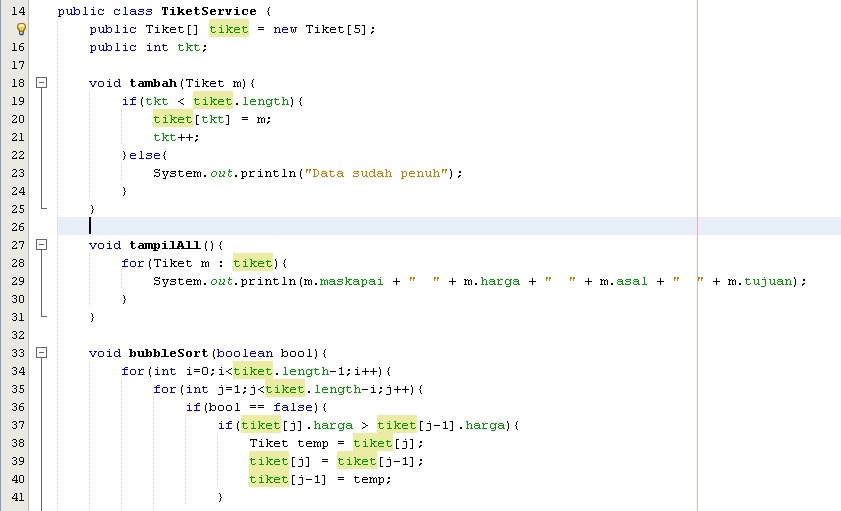 14 public class TiketService {
public Tiket[] tiket = new Tiket[5];
16 public int tkt;
17
18 void tambah(Tiket m){
19 if(tkt < tiket.length){
20 tiket[tkt] = m;
21 tkt++;
22 }else{
23 System.out.println("Data sudah penuh");
24 }
25 }
26
27 void tampilAll(){
28 for(Tiket m : tiket){
29 System.out.println(m.maskapai + "  " + m.harga + "  " + m.asal + "  " + m.tujuan);
30 }
31 }
32
33 void bubbleSort(boolean bool){
34 for(int i=0;i<tiket.length-1;i++){
35 for(int j=1;j<tiket.length-i;j++){
36 if(bool == false){
37 if(tiket[j].harga > tiket[j-1].harga){
38 Tiket temp = tiket[j];
39 tiket[j] = tiket[j-1];
40 tiket[j-1] = temp;
41 }